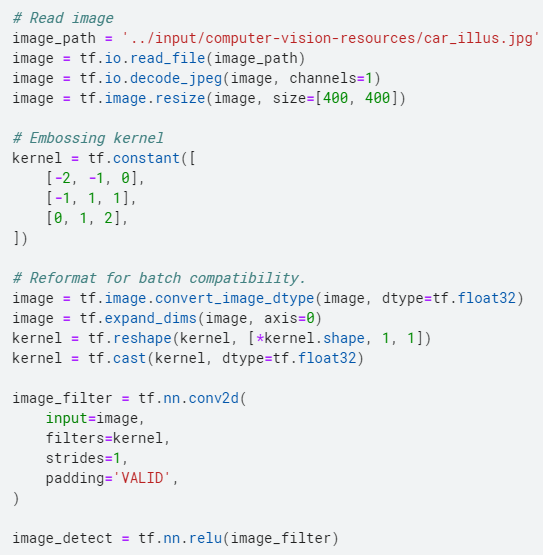 # Read image
image_path = '../input/computer-vision-resources/car_illus.jpg'
image = tf.io.read_file(image_path)
image = tf.io.decode_jpeg(image, channels=1)
image = tf.image.resize(image, size=[400, 400])

# Embossing kernel
kernel = tf.constant([
    [-2, -1, 0],
    [-1, 1, 1],
    [0, 1, 2],
])

# Reformat for batch compatibility.
image = tf.image.convert_image_dtype(image, dtype=tf.float32)
image = tf.expand_dims(image, axis=0)
kernel = tf.reshape(kernel, [*kernel.shape, 1, 1])
kernel = tf.cast(kernel, dtype=tf.float32)

image_filter = tf.nn.conv2d(
    input=image,
    filters=kernel,
    strides=1,
    padding='VALID',
)

image_detect = tf.nn.relu(image_filter)